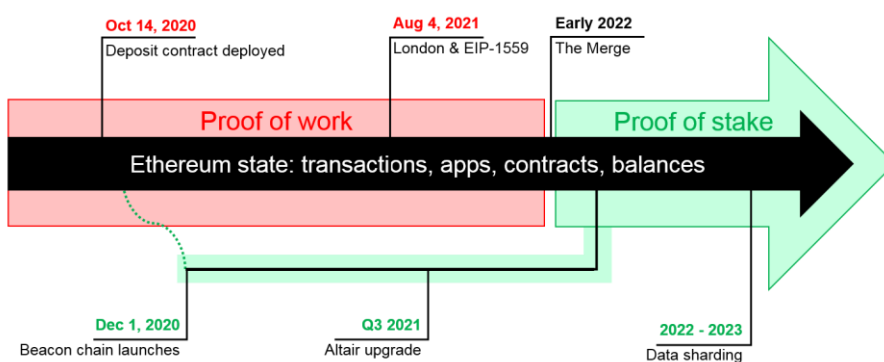 Oct 14, 2020
Deposit contract deployed
Aug 4, 2021
London & EIP-1559
Early 2022
The Merge
Proof of work
Proof of stake
Ethereum state: transactions, apps, contracts, balances
Dec 1, 2020
Beacon chain launches
Q3 2021
Altair upgrade
2022 - 2023
Data sharding